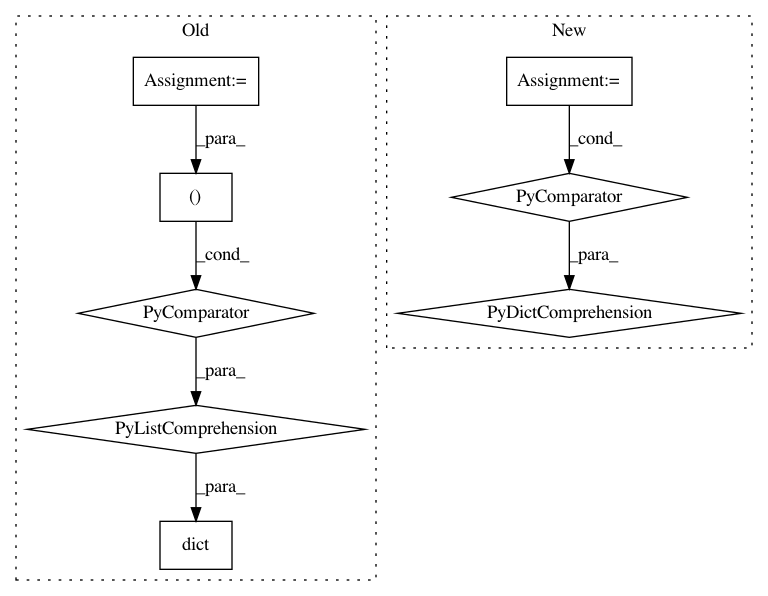 Old
Assignment:=
_para_
()
_cond_
PyComparator
_para_
PyListComprehension
_para_
dict
New
Assignment:=
_cond_
PyComparator
_para_
PyDictComprehension